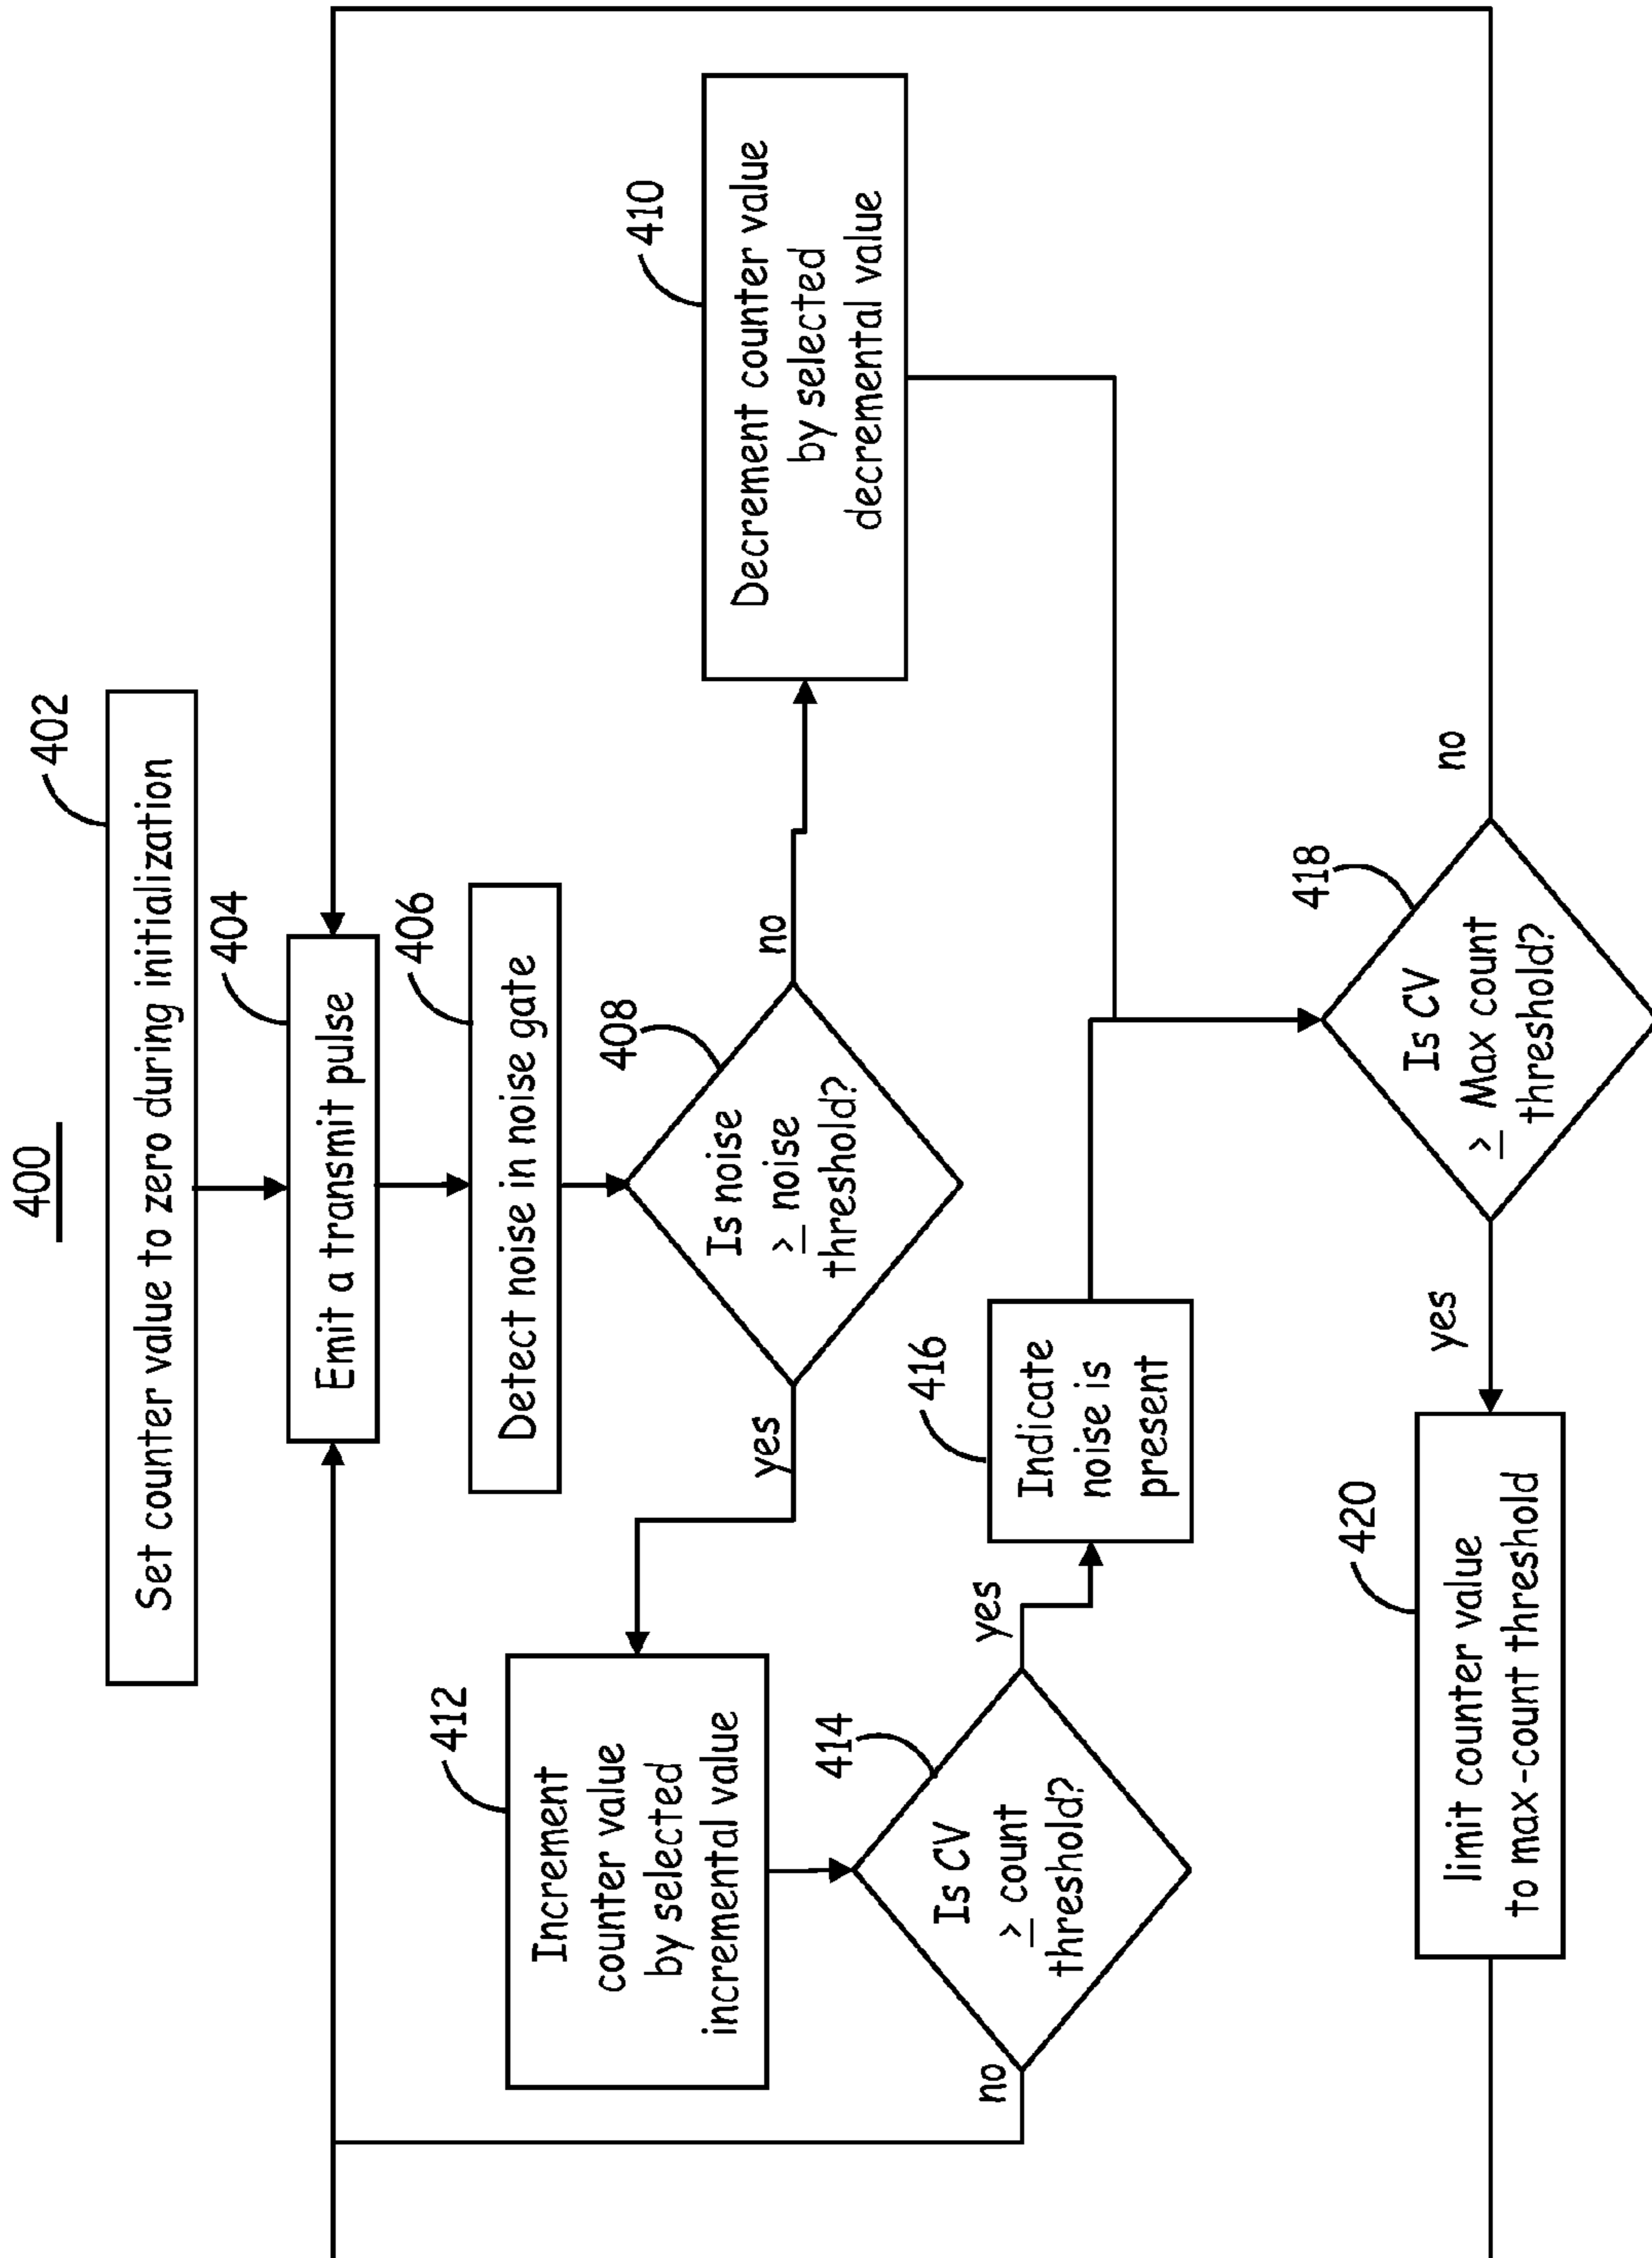 400
402
Set counter value to zero during initialization
404
Emit a transmit pulse
406
Detect noise in noise gate
408
Is noise
≥ noise
threshold?
yes
no
410
Decrement counter value
by selected
decremental value
412
Increment
counter value
by selected
incremental value
414
Is CV
≥ count
threshold?
no
yes
416
Indicate
noise is
present
418
Is CV
≥ Max count
threshold?
yes
no
420
limit counter value
to max-count threshold